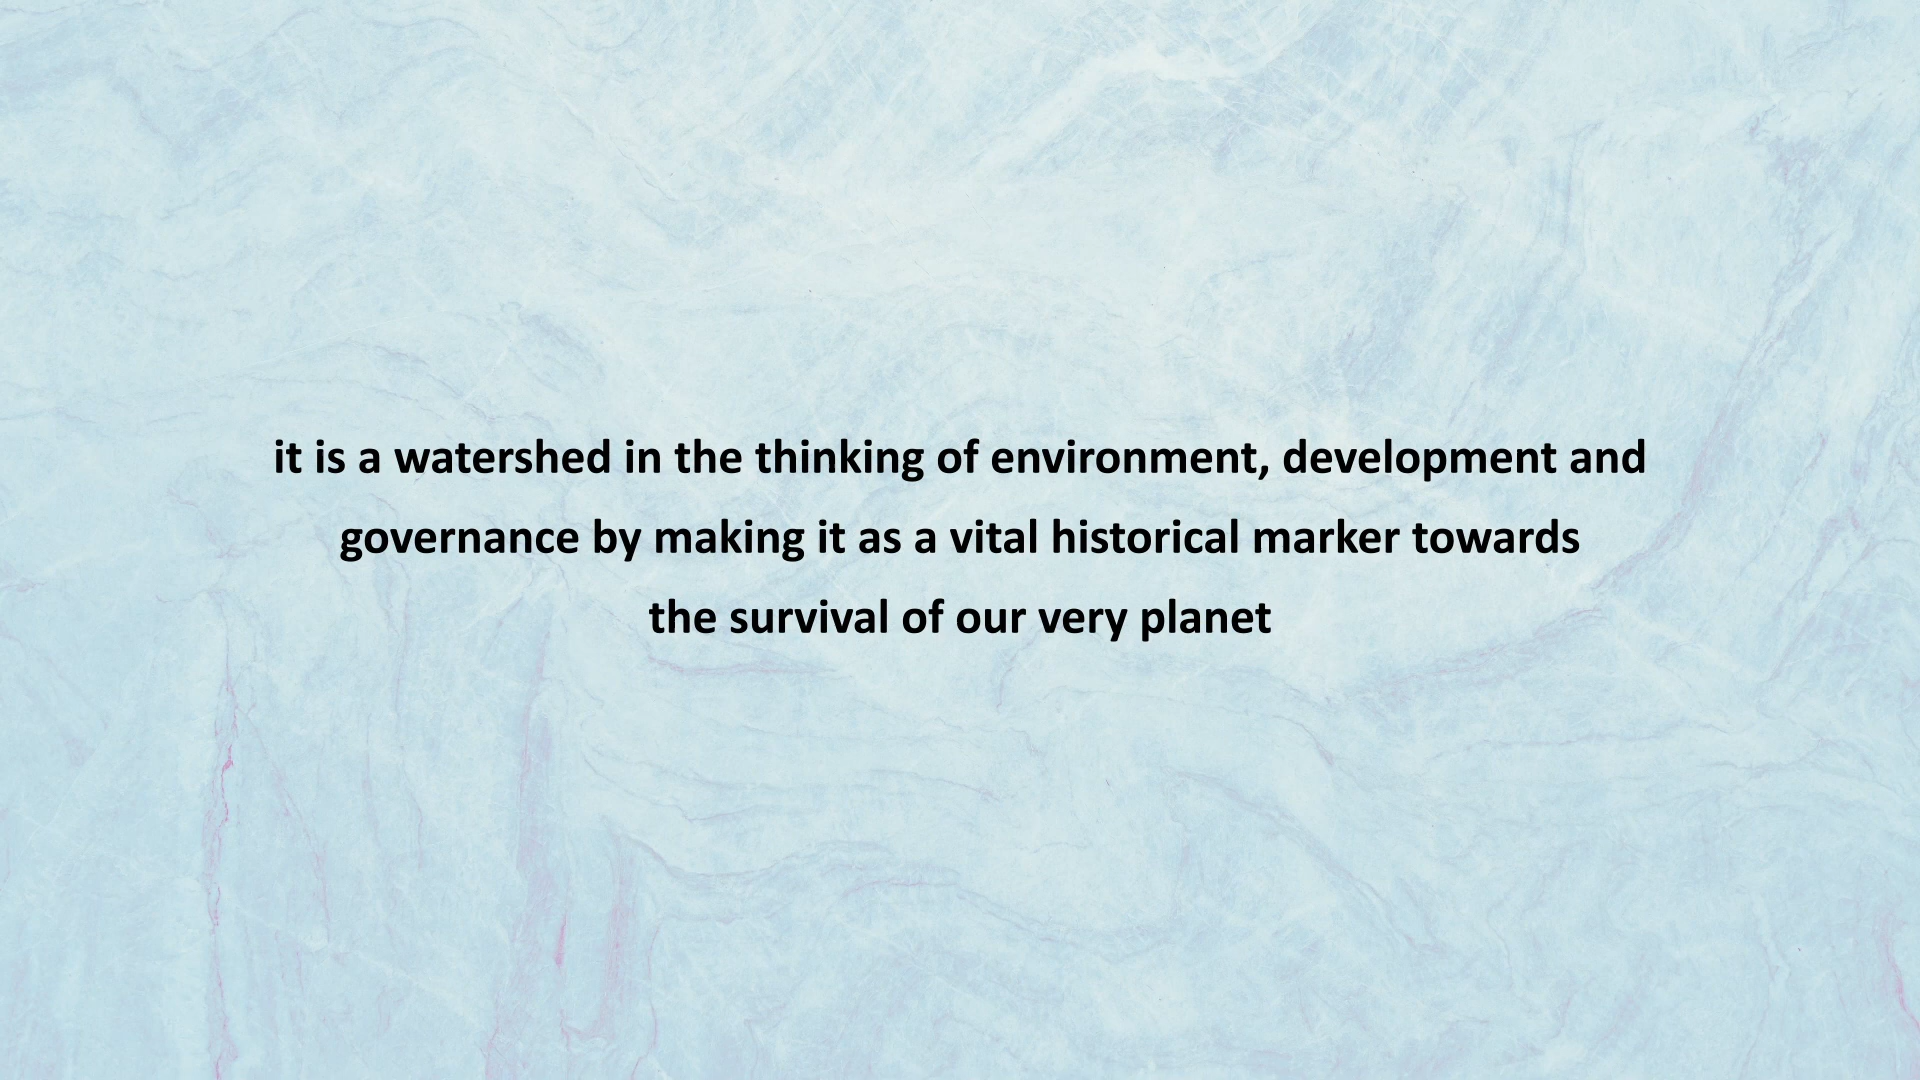 it is a watershed in the thinking of environment, development and
governance by making it as a vital historical marker towards
the survival of our very planet